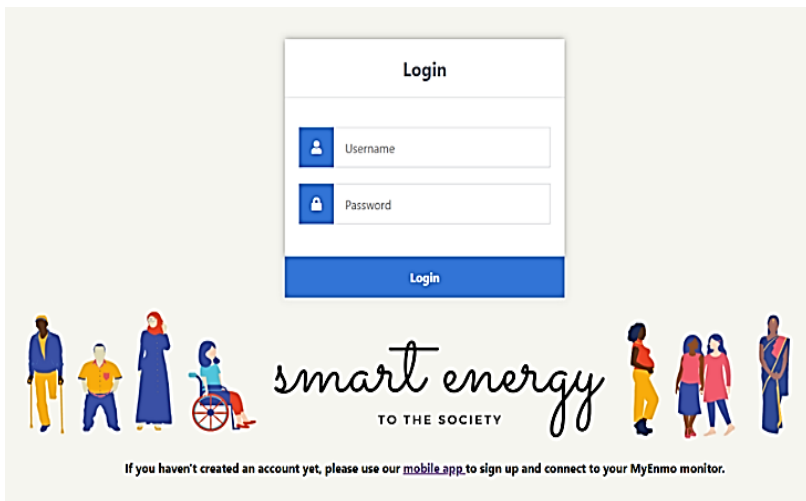 Login
Username
Password
Login
smart energy
TO THE SOCIETY
If you haven't created an account yet, please use our mobile app to sign up and connect to your MyEnmo monitor.